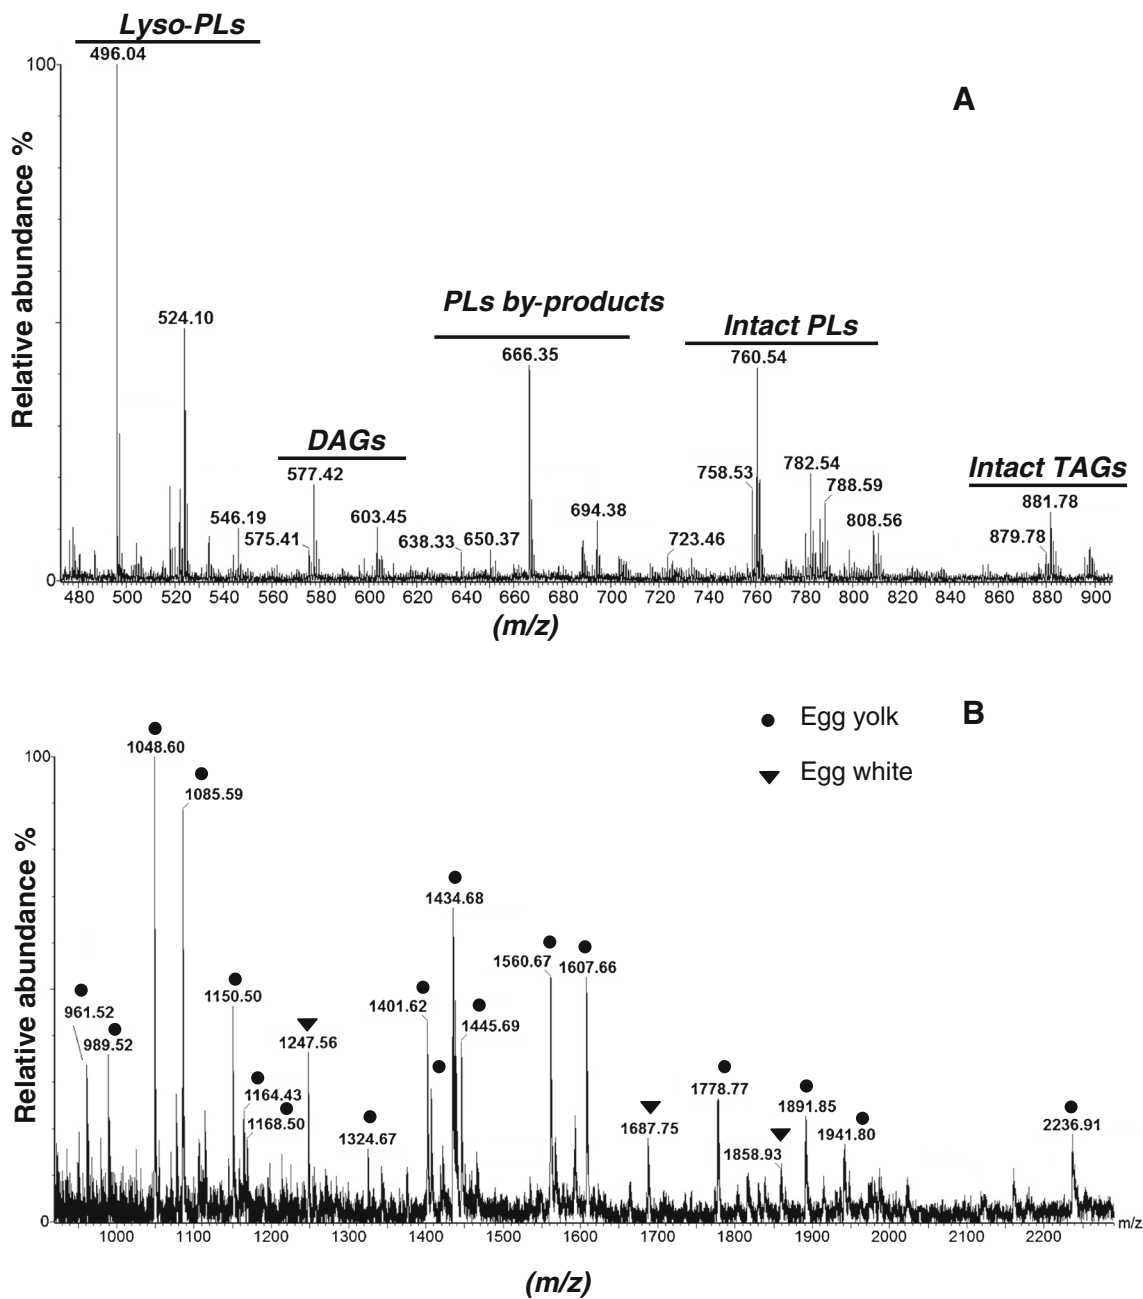 Lyso-PLs
496.04
100
A
Relative abundance %
PLs by-products
Intact PLs
524.10
666.35
760.54
DAGs
577.42
758.53
782.54
788.59
Intact TAGs
881.78
546.19
575.41
603.45
638.33
650.37
694.38
723.46
808.56
879.78
0
480 500 520 540 560 580 600 620 640 660 680 700 720 740 760 780 800 820 840 860 880 900
(m/z)
Egg yolk
B
Egg white
1048.60
100
1085.59
Relative abundance %
1434.68
1560.67
1607.66
961.52
989.52
1150.50
1401.62
1445.69
1247.56
1164.43
1168.50
1324.67
1687.75
1778.77
1858.93
1891.85
1941.80
2236.91
0
1000 1100 1200 1300 1400 1500 1600 1700 1800 1900 2000 2100 2200
m/z
(m/z)